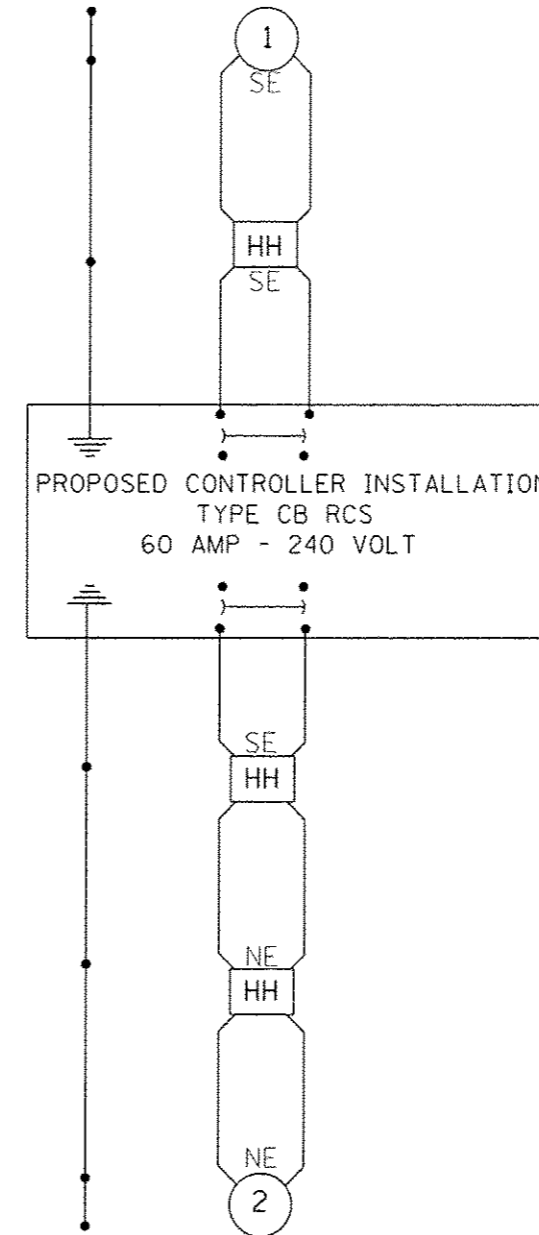 1
SE
HH
SE
PROPOSED CONTROLLER INSTALLATION
TYPE CB RCS
60 AMP - 240 VOLT
SE
HH
NE
HH
NE
2